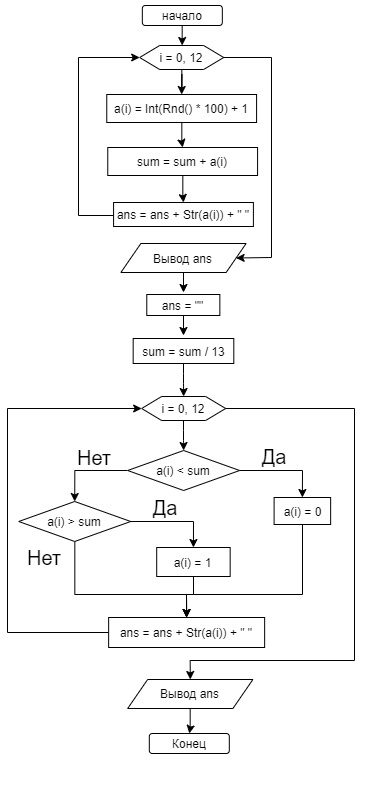 начало
i = 0, 12
a(i) = Int(Rnd() * 100) + 1
sum = sum + a(i)
ans = ans + Str(a(i)) + " "
Вывод ans
ans = ""
sum = sum / 13
i = 0, 12
Нет
Да
a(i) < sum
a(i) > sum
Да
a(i) = 0
Нет
a(i) = 1
ans = ans + Str(a(i)) + " "
Вывод ans
Конец